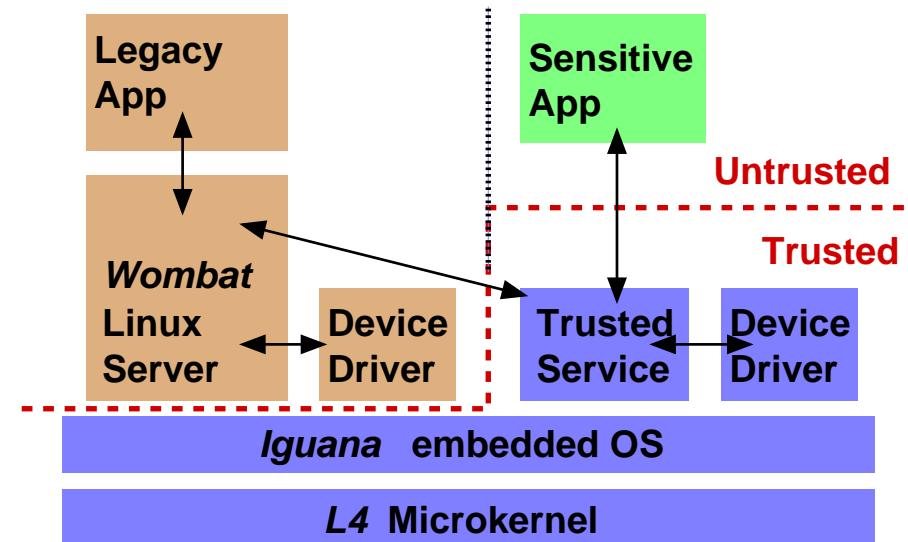 Legacy
App
Sensitive
App
Untrusted
Trusted
Wombat
Linux
Server
Device
Driver
Trusted
Service
Device
Driver
Iguana embedded OS
L4 Microkernel